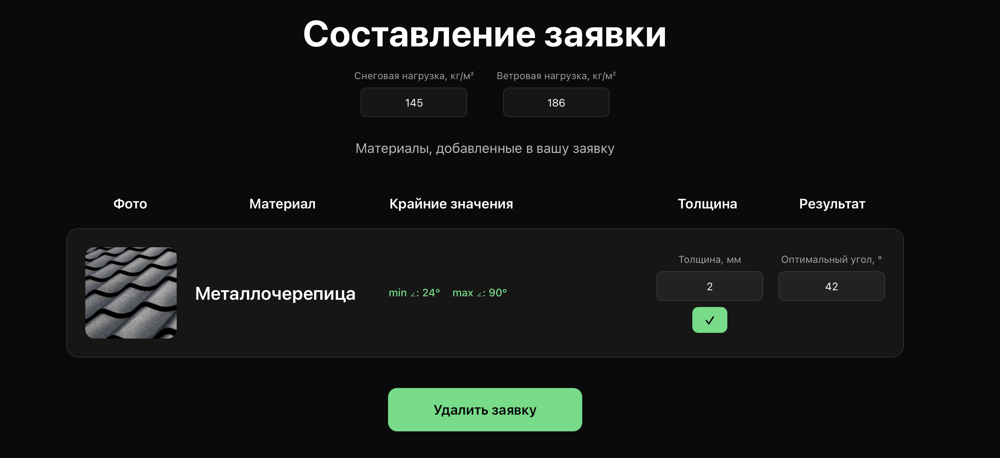 Составление заявки
Снеговая нагрузка, кг/м² Ветровая нагрузка, кг/м²
145 186
Материалы, добавленные в вашу заявку
Фото Материал Крайние значения Толщина Результат
Толщина, мм Оптимальный угол, °
Металлочерепица min ∠: 24° max ∠: 90° 2 42
Удалить заявку